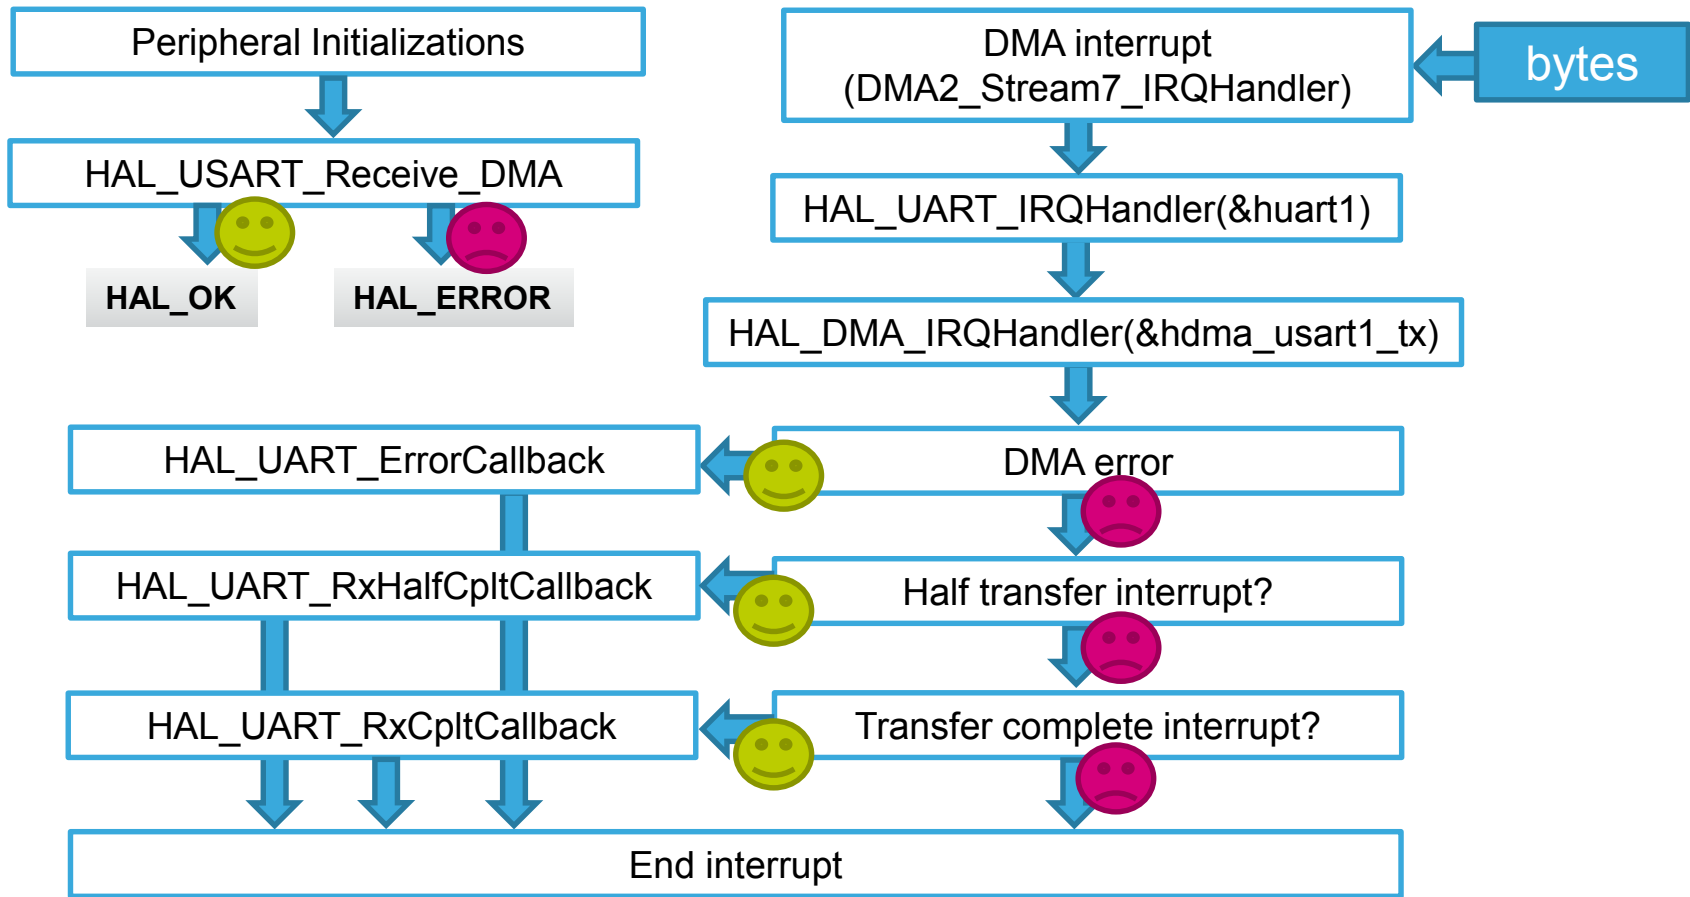 Peripheral Initializations
HAL_USART_Receive_DMA
HAL_OK
HAL_ERROR
DMA interrupt
(DMA2_Stream7_IRQHandler)
bytes
HAL_UART_IRQHandler(&huart1)
HAL_DMA_IRQHandler(&hdma_usart1_tx)
HAL_UART_ErrorCallback
DMA error
HAL_UART_RxHalfCpltCallback
Half transfer interrupt?
HAL_UART_RxCpltCallback
Transfer complete interrupt?
End interrupt